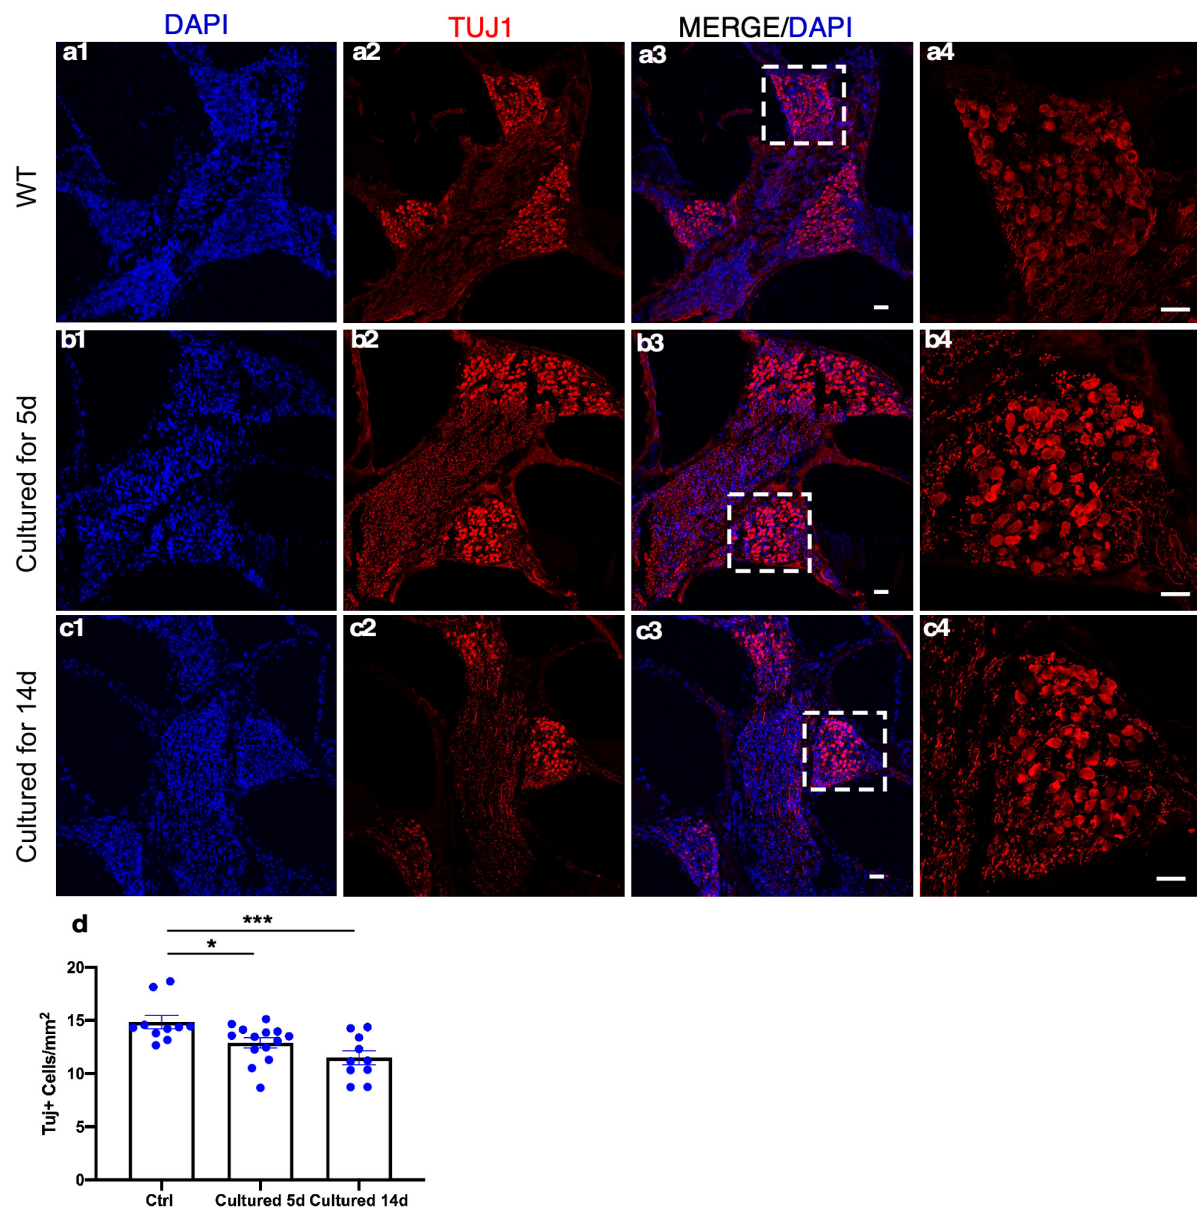 DAPI TUJ1 MERGE/DAPI
WT
a1 a2 a3 a4
Cultured for 5d
b1 b2 b3 b4
Cultured for 14d
c1 c2 c3 c4
d
***
*
Tuj+ Cells/mm²
20
15
10
5
0
Ctrl Cultured 5d Cultured 14d